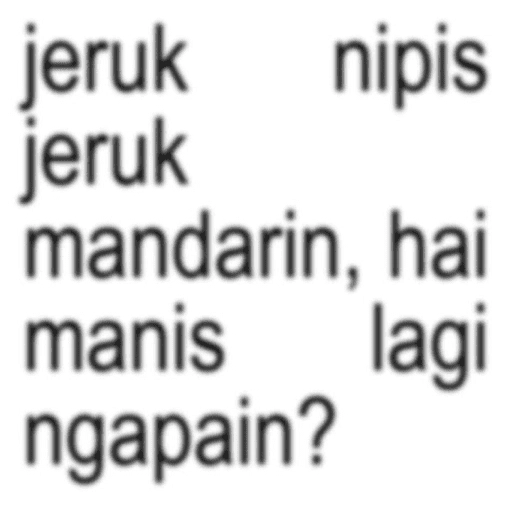 jeruk nipis
jeruk
mandarin, hai
manis lagi
ngapain?